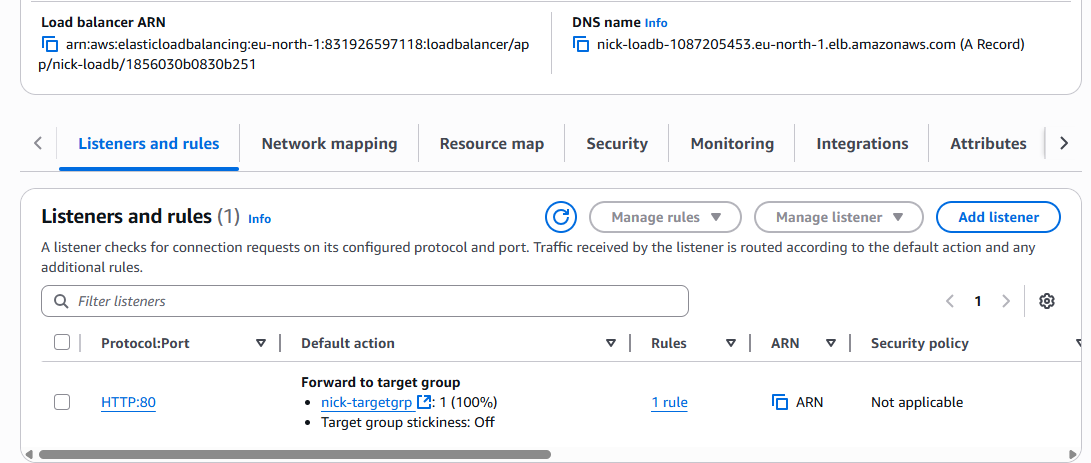 Load balancer ARN
arn:aws:elasticloadbalancing:eu-north-1:831926597118:loadbalancer/ap
p/nick-loadb/1856030b0830b251
DNS name Info
nick-loadb-1087205453.eu-north-1.elb.amazonaws.com (A Record)
Listeners and rules Network mapping Resource map Security Monitoring Integrations Attributes
Listeners and rules (1) Info
Manage rules Manage listener Add listener
A listener checks for connection requests on its configured protocol and port. Traffic received by the listener is routed according to the default action and any
additional rules.
Filter listeners
1
Protocol:Port Default action Rules ARN Security policy
Forward to target group
HTTP:80 • nick-targetgrp : 1 (100%) 1 rule ARN Not applicable
• Target group stickiness: Off